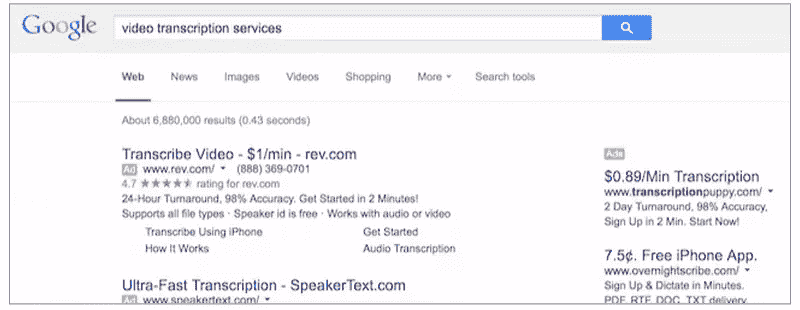 Google video transcription services
Web News Images Videos Shopping More Search tools
About 6,880,000 results (0.43 seconds)
Transcribe Video - $1/min - rev.com
Ad www.rev.com/ (888) 369-0701
4.7 ★★★★★ rating for rev.com
24-Hour Turnaround, 98% Accuracy. Get Started in 2 Minutes!
Supports all file types · Speaker id is free · Works with audio or video
Transcribe Using iPhone Get Started
How It Works Audio Transcription
Ultra-Fast Transcription - SpeakerText.com
Ad www.speakertext.com/
Ads
$0.89/Min Transcription
www.transcriptionpuppy.com/
2 Day Turnaround, 98% Accuracy,
Sign Up in 2 Min. Start Now!
7.5¢. Free iPhone App.
www.overnightscribe.com/
Sign Up & Dictate in Minutes.
PDF, RTF, DOC, TXT delivery